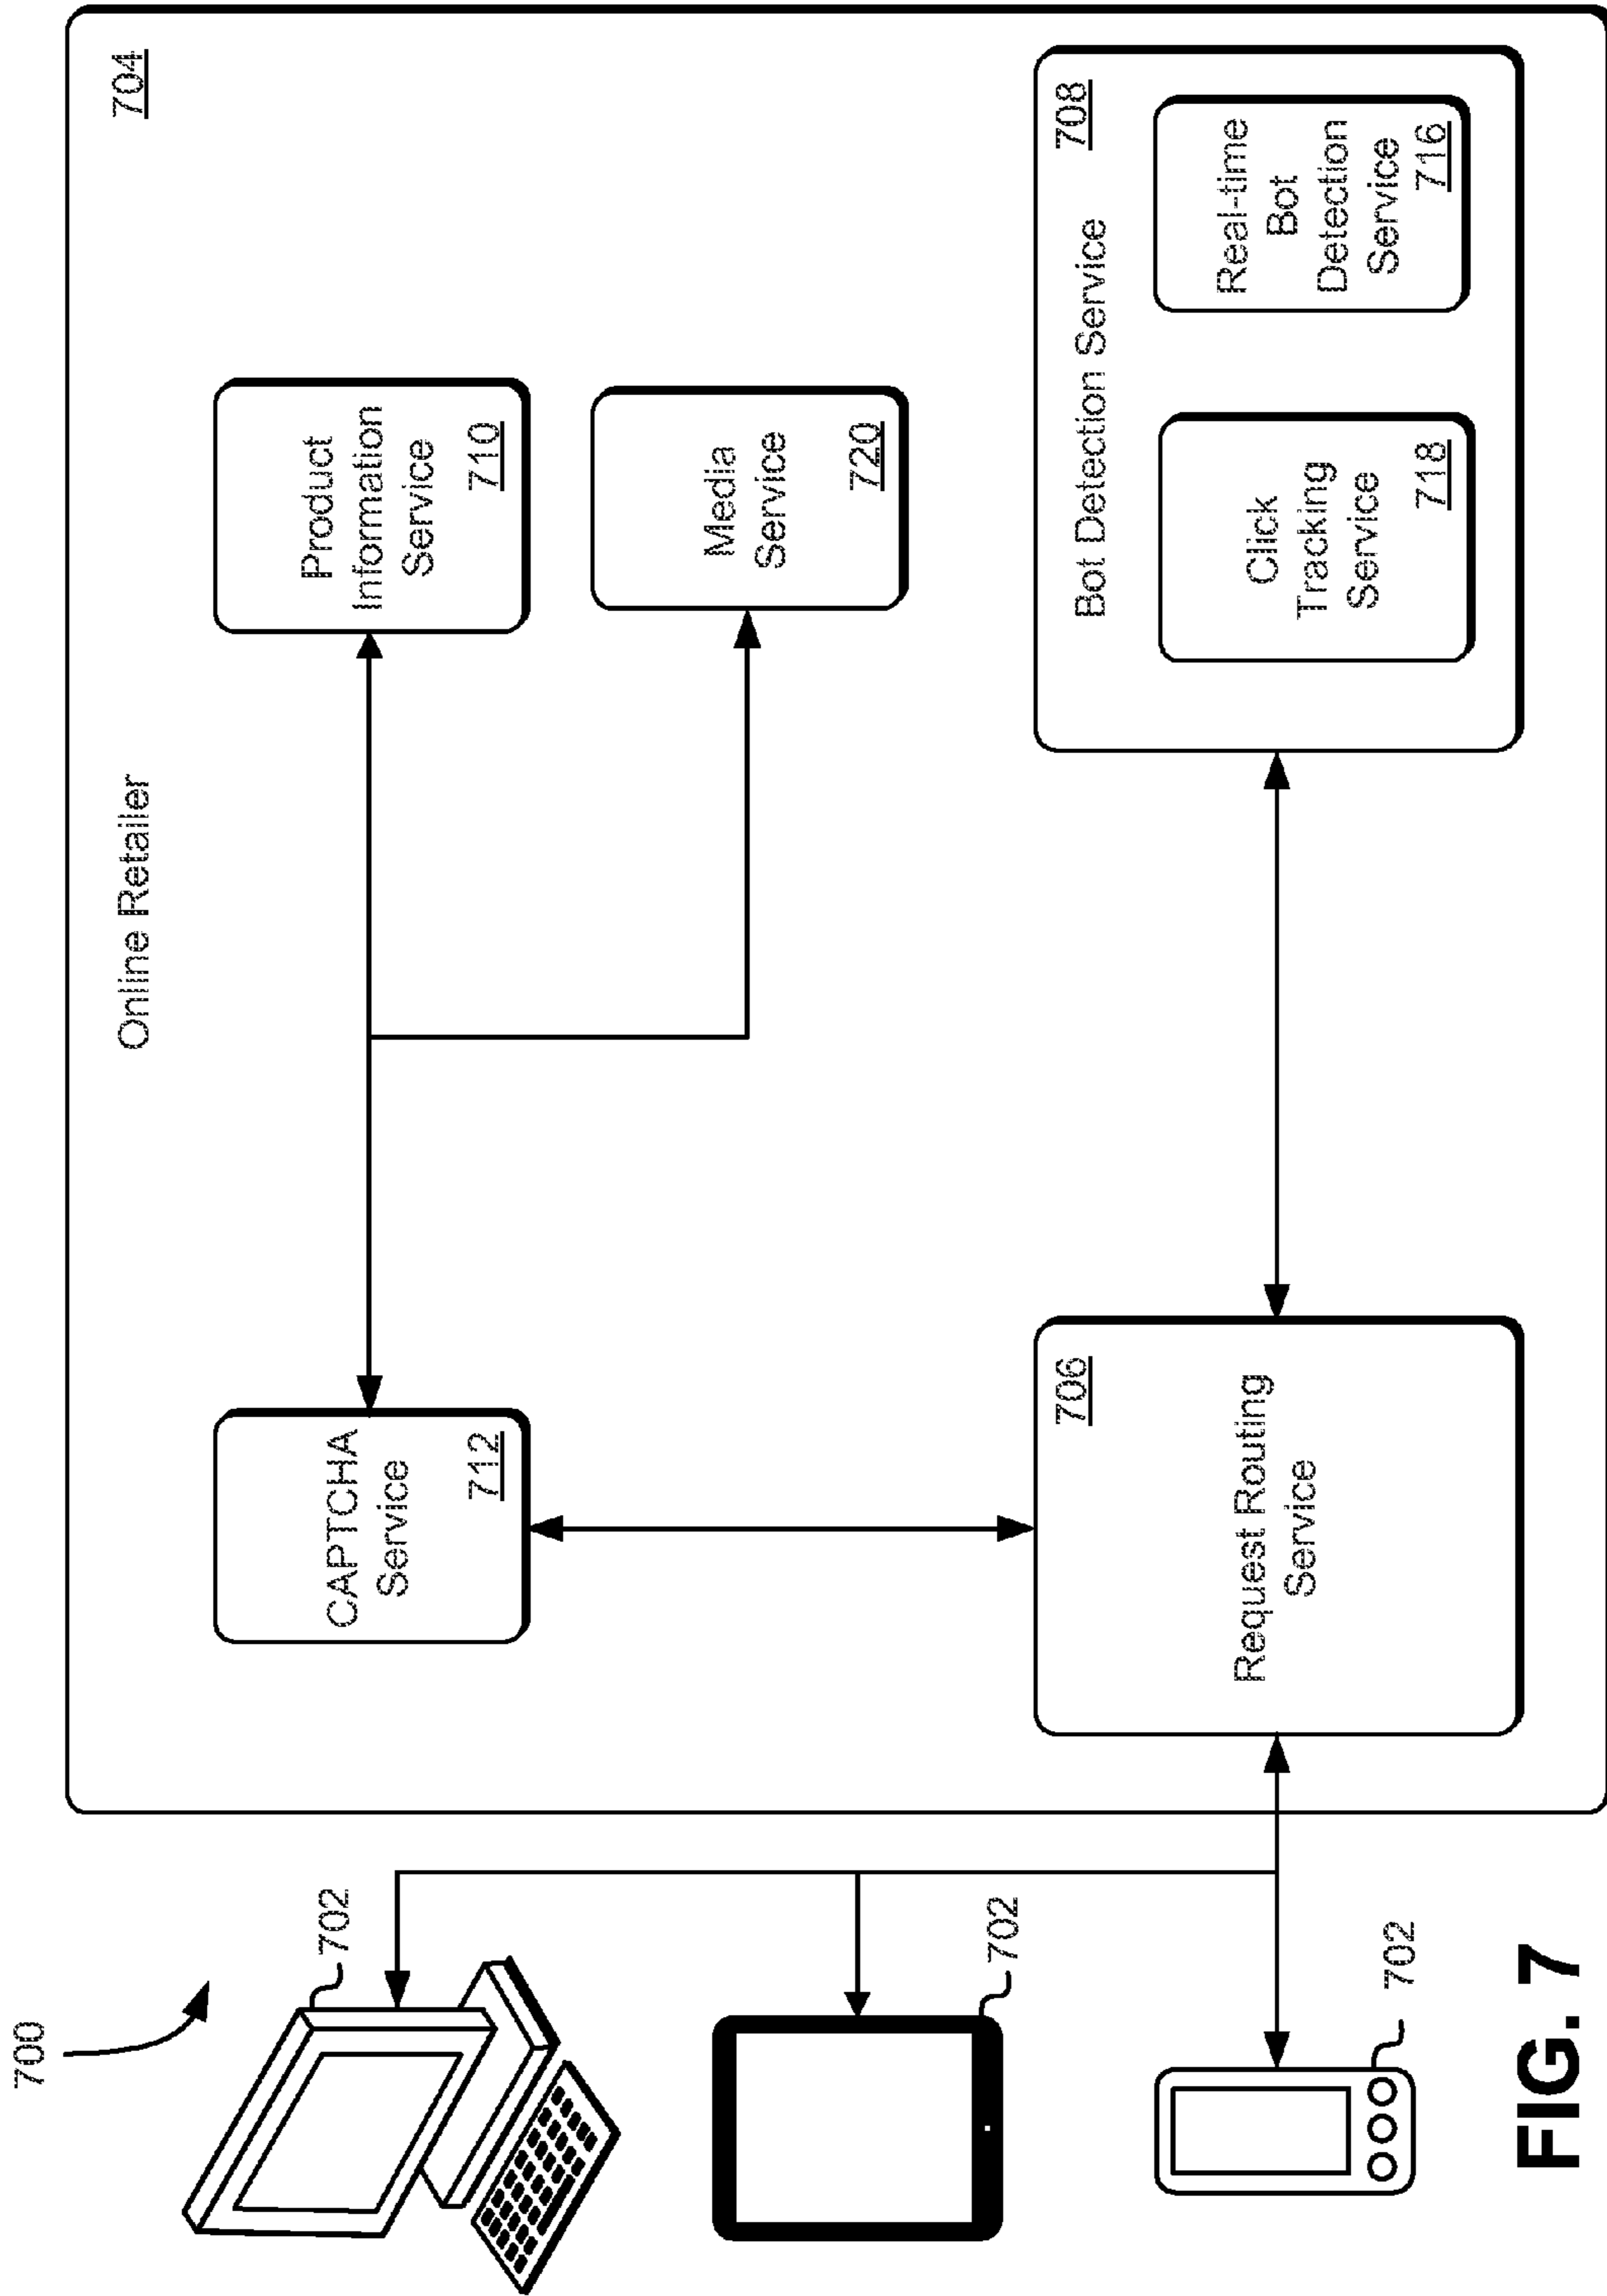 700
702
702
702
Online Retailer
704
CAPTCHA
Service
712
Product
Information
Service
710
Media
Service
720
Request Routing
Service
706
Bot Detection Service
708
Click
Tracking
Service
718
Real-time
Bot
Detection
Service
716
FIG. 7